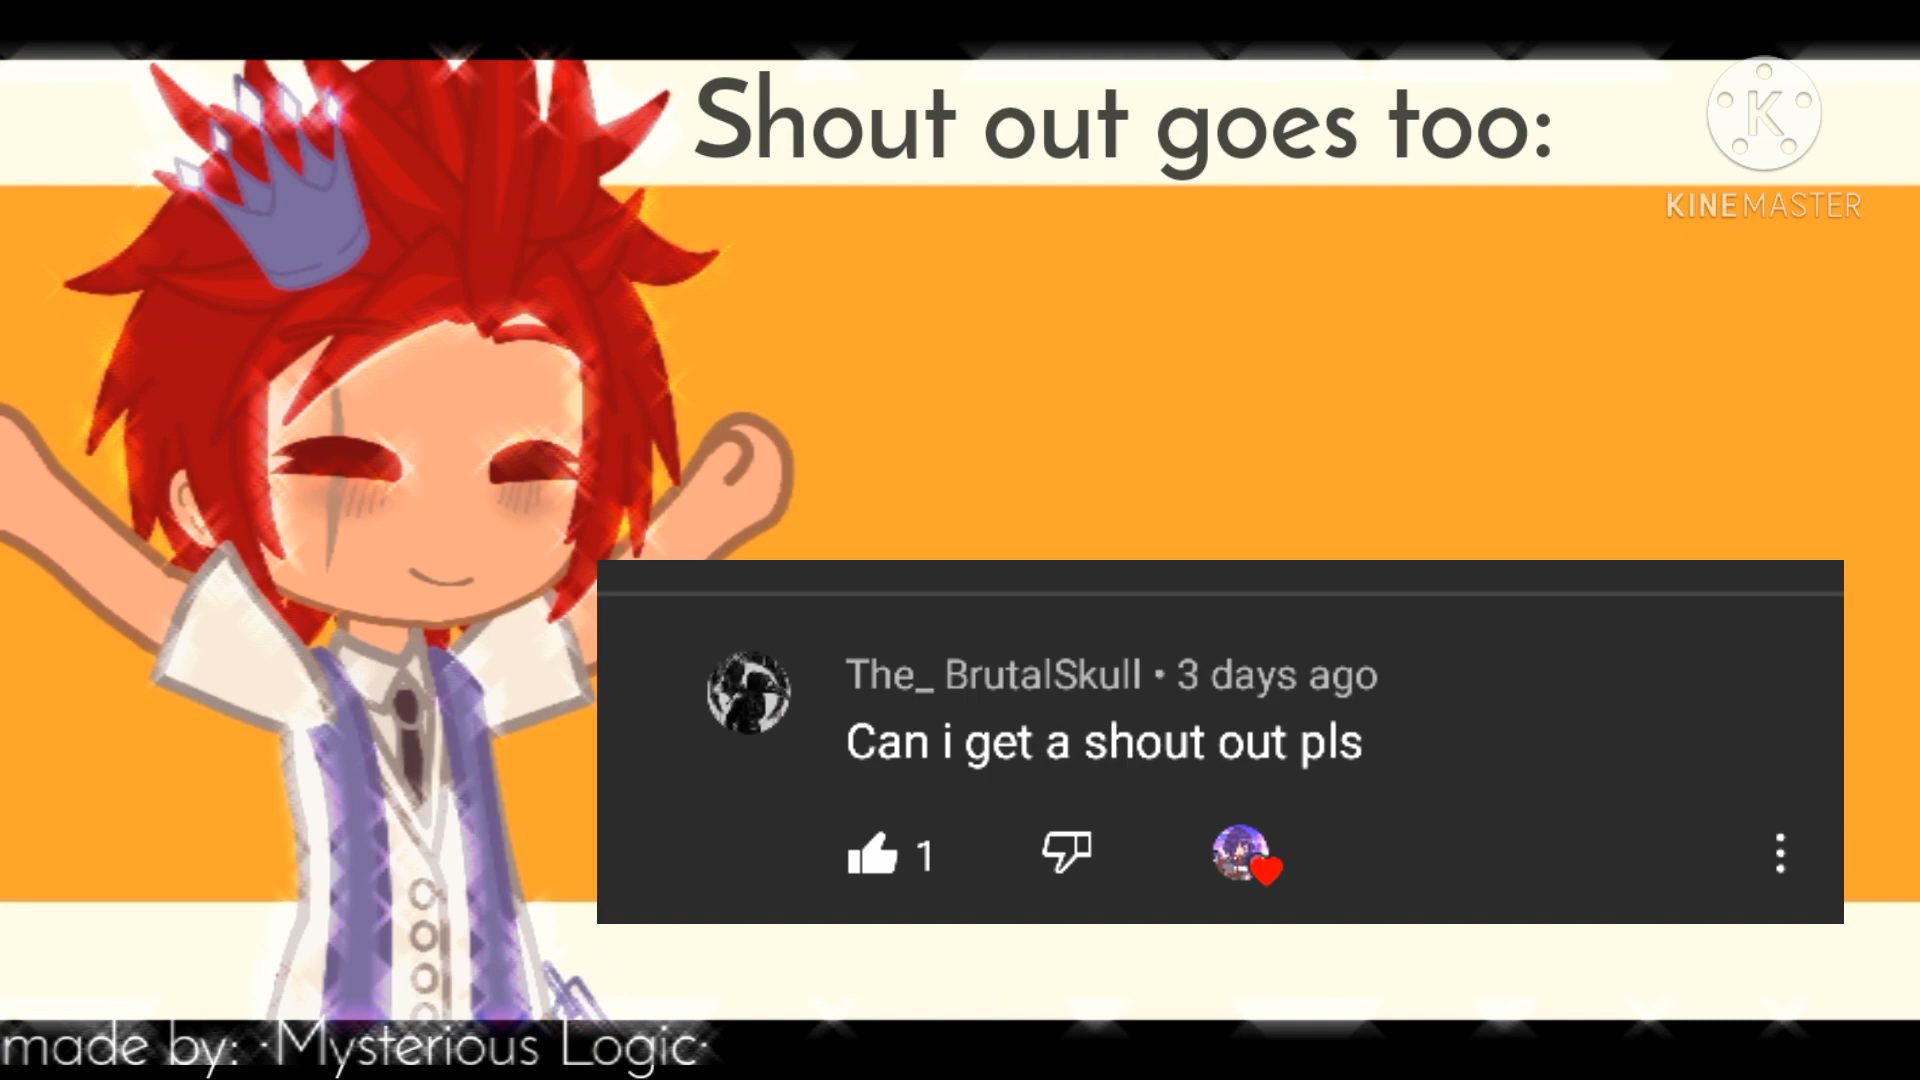 Shout out goes too:
K
KINEMASTER
The_ BrutalSkull • 3 days ago
Can i get a shout out pls
1
made by: ·Mysterious Logic·